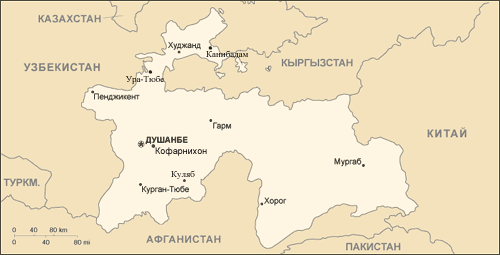 КАЗАХСТАН
Худжанд
Канибадам
УЗБЕКИСТАН
КЫРГЫЗСТАН
Ура-Тюбе
Пенджикент
Гарм
КИТАЙ
ДУШАНБЕ
Кофарнихон
Мургаб
Куляб
ТУРКМ.
Курган-Тюбе
Хорог
0 40 80 km
0 40 80 mi
АФГАНИСТАН
ПАКИСТАН